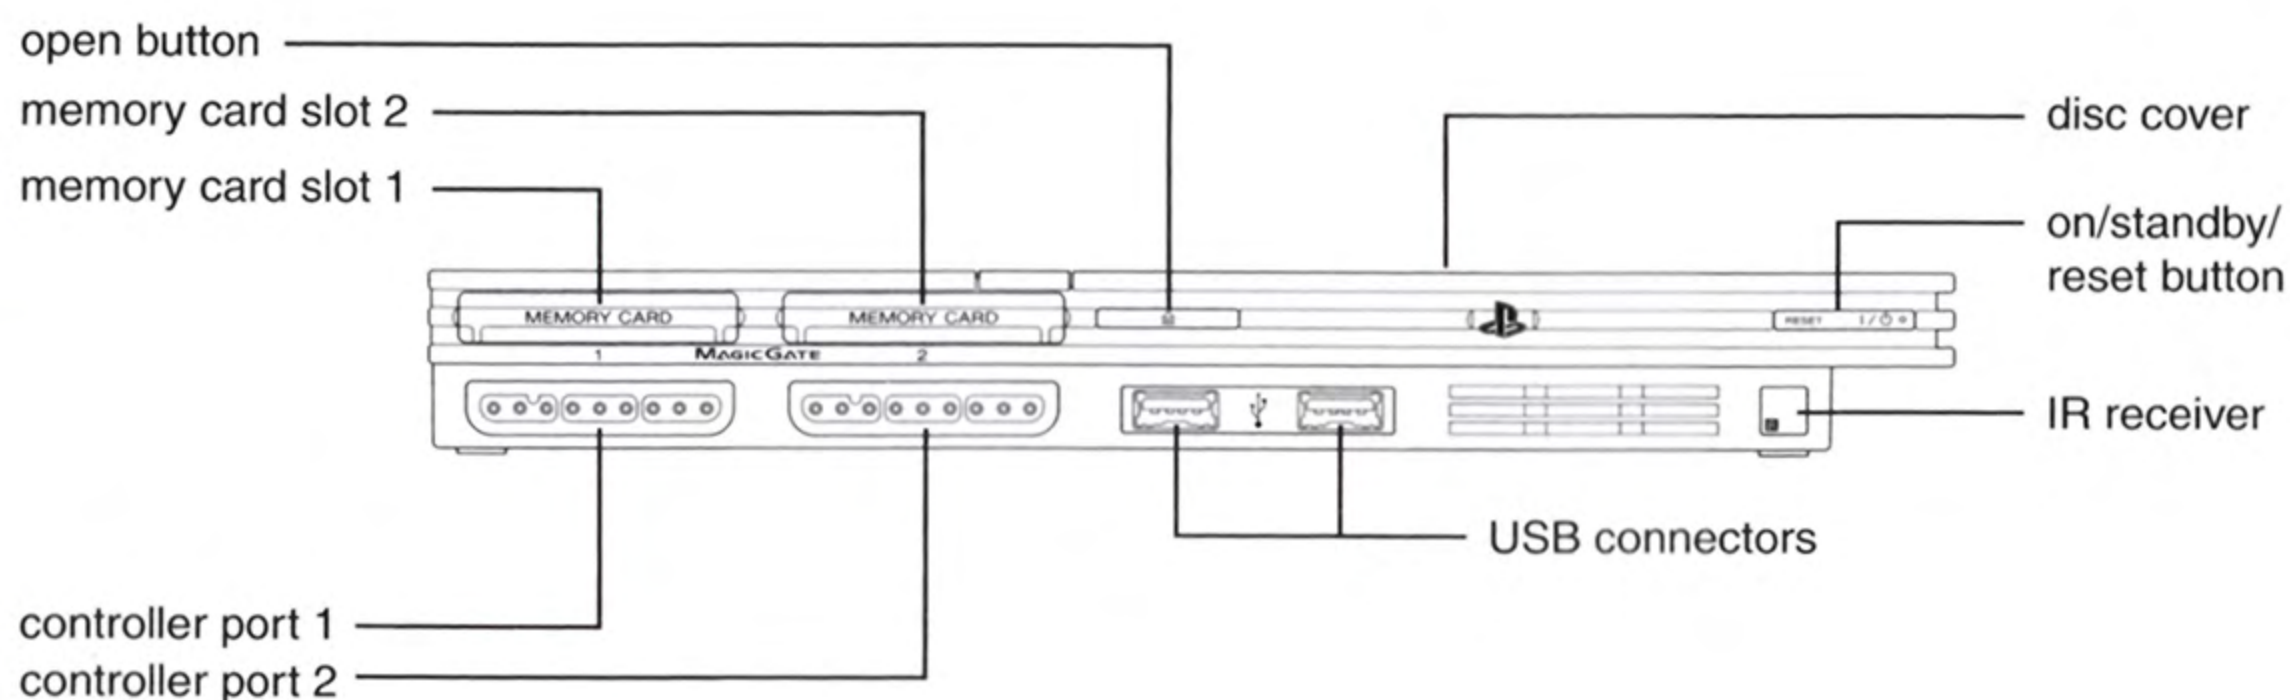 open button
memory card slot 2
memory card slot 1
disc cover
on/standby/
reset button
MEMORY CARD
MEMORY CARD
RESET
I/
1
MAGICGATE
2
IR receiver
USB connectors
controller port 1
controller port 2